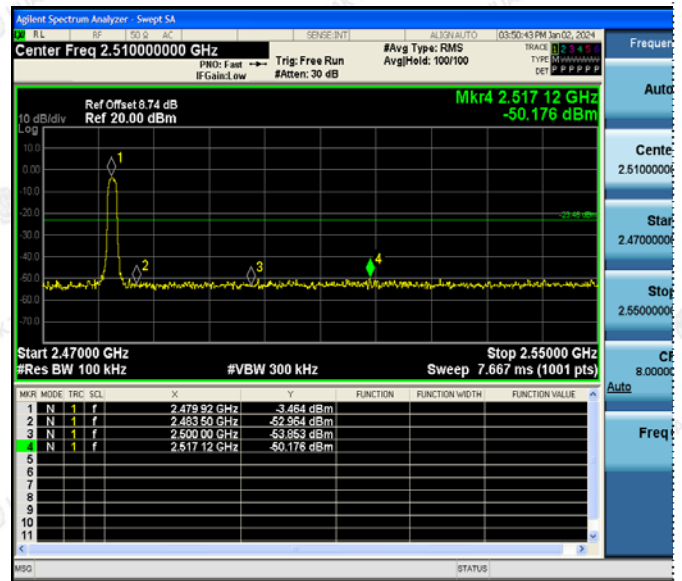 Agilent Spectrum Analyzer - Swept SA
RL RF 50 Ω AC SENSE:INT ALIGN AUTO 03:50:43 PM Jan 02, 2024
Center Freq 2.510000000 GHz #Avg Type: RMS TRACE 1 2 3 4 5 6
PNO: Fast Trig: Free Run Avg|Hold: 100/100 TYPE MWWWWW
IFGain:Low #Atten: 30 dB DET P P P P P P
Mkr4 2.517 12 GHz
-50.176 dBm
Ref Offset 8.74 dB
10 dB/div Ref 20.00 dBm
Log
10.0
0.00
-10.0
-20.0
-30.0
-40.0
-50.0
-60.0
-70.0
1
2
3
4
-23.46 dBm
Start 2.47000 GHz Stop 2.55000 GHz
#Res BW 100 kHz #VBW 300 kHz Sweep 7.667 ms (1001 pts)
MKR MODE TRC SCL X Y FUNCTION FUNCTION WIDTH FUNCTION VALUE
1 N 1 f 2.479 92 GHz -3.464 dBm
2 N 1 f 2.483 50 GHz -52.964 dBm
3 N 1 f 2.500 00 GHz -53.853 dBm
4 N 1 f 2.517 12 GHz -50.176 dBm
5
6
7
8
9
10
11
MSG STATUS
Frequen
Auto
Cente
2.51000000
Star
2.47000000
Stop
2.55000000
CF
8.00000
Auto
Freq